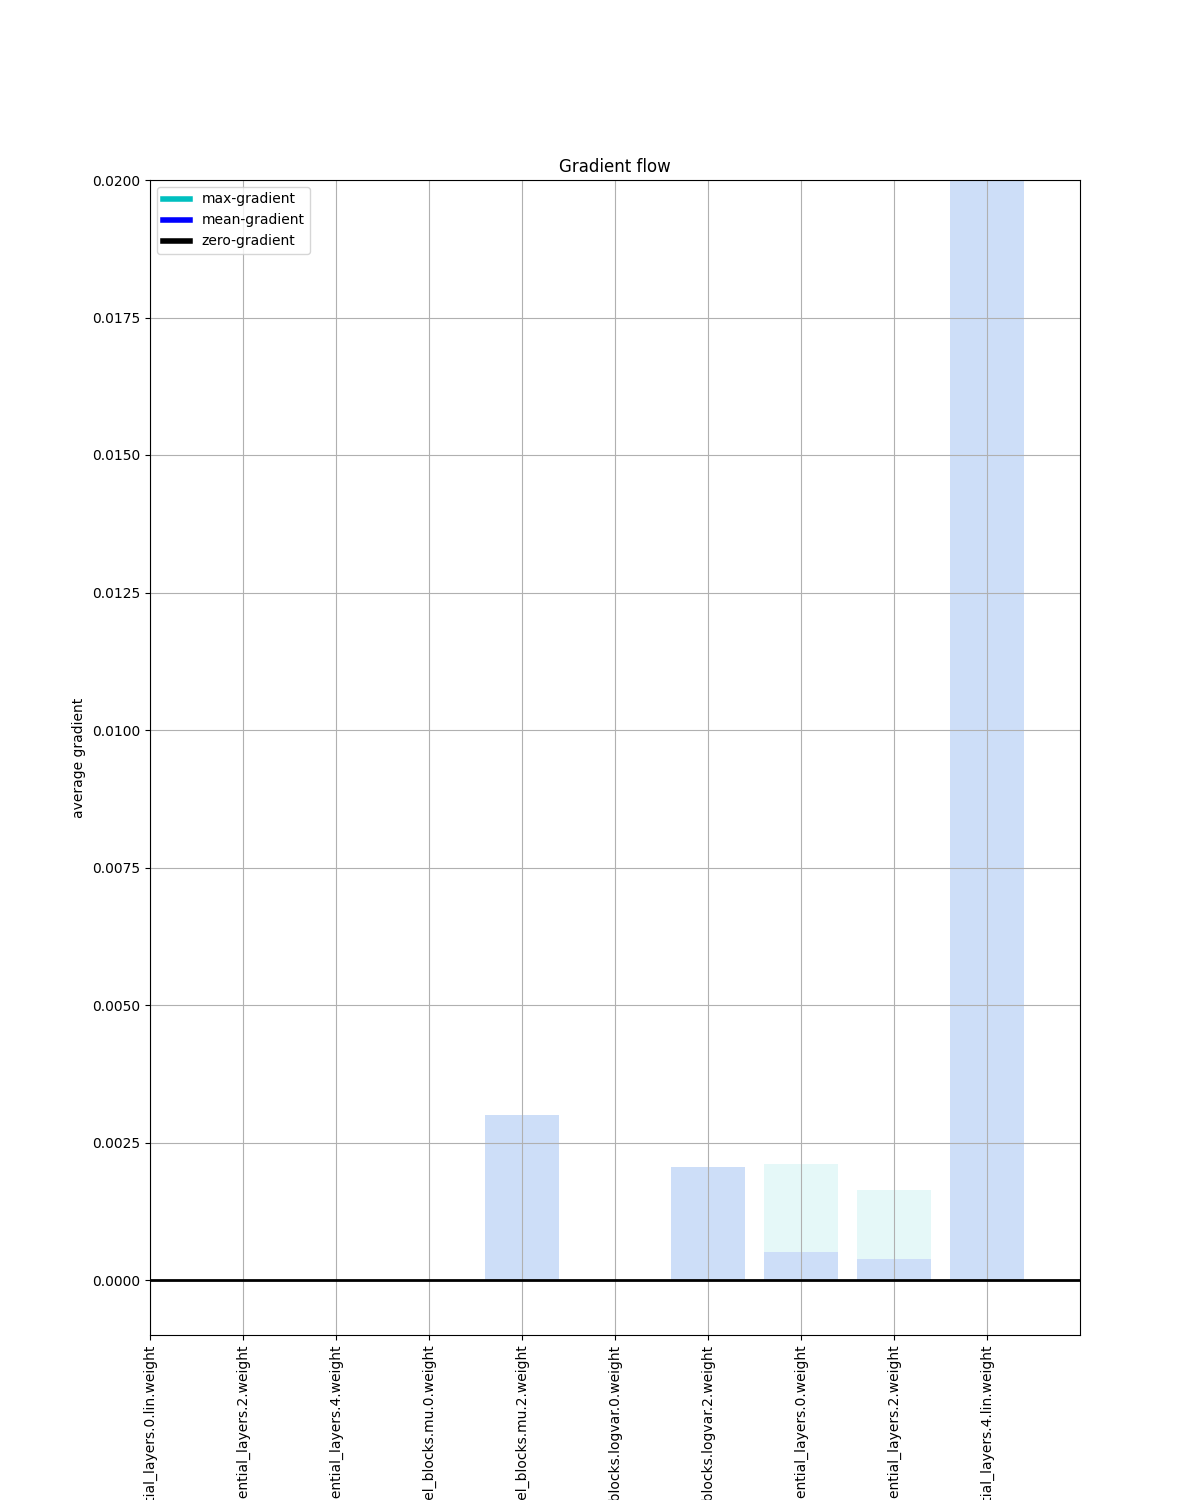 Gradient flow
max-gradient
mean-gradient
zero-gradient
0.0200
0.0175
0.0150
0.0125
0.0100
0.0075
0.0050
0.0025
0.0000
average gradient
tial_layers.0.lin.weight
ential_layers.2.weight
ential_layers.4.weight
el_blocks.mu.0.weight
el_blocks.mu.2.weight
blocks.logvar.0.weight
blocks.logvar.2.weight
ential_layers.0.weight
ential_layers.2.weight
tial_layers.4.lin.weight